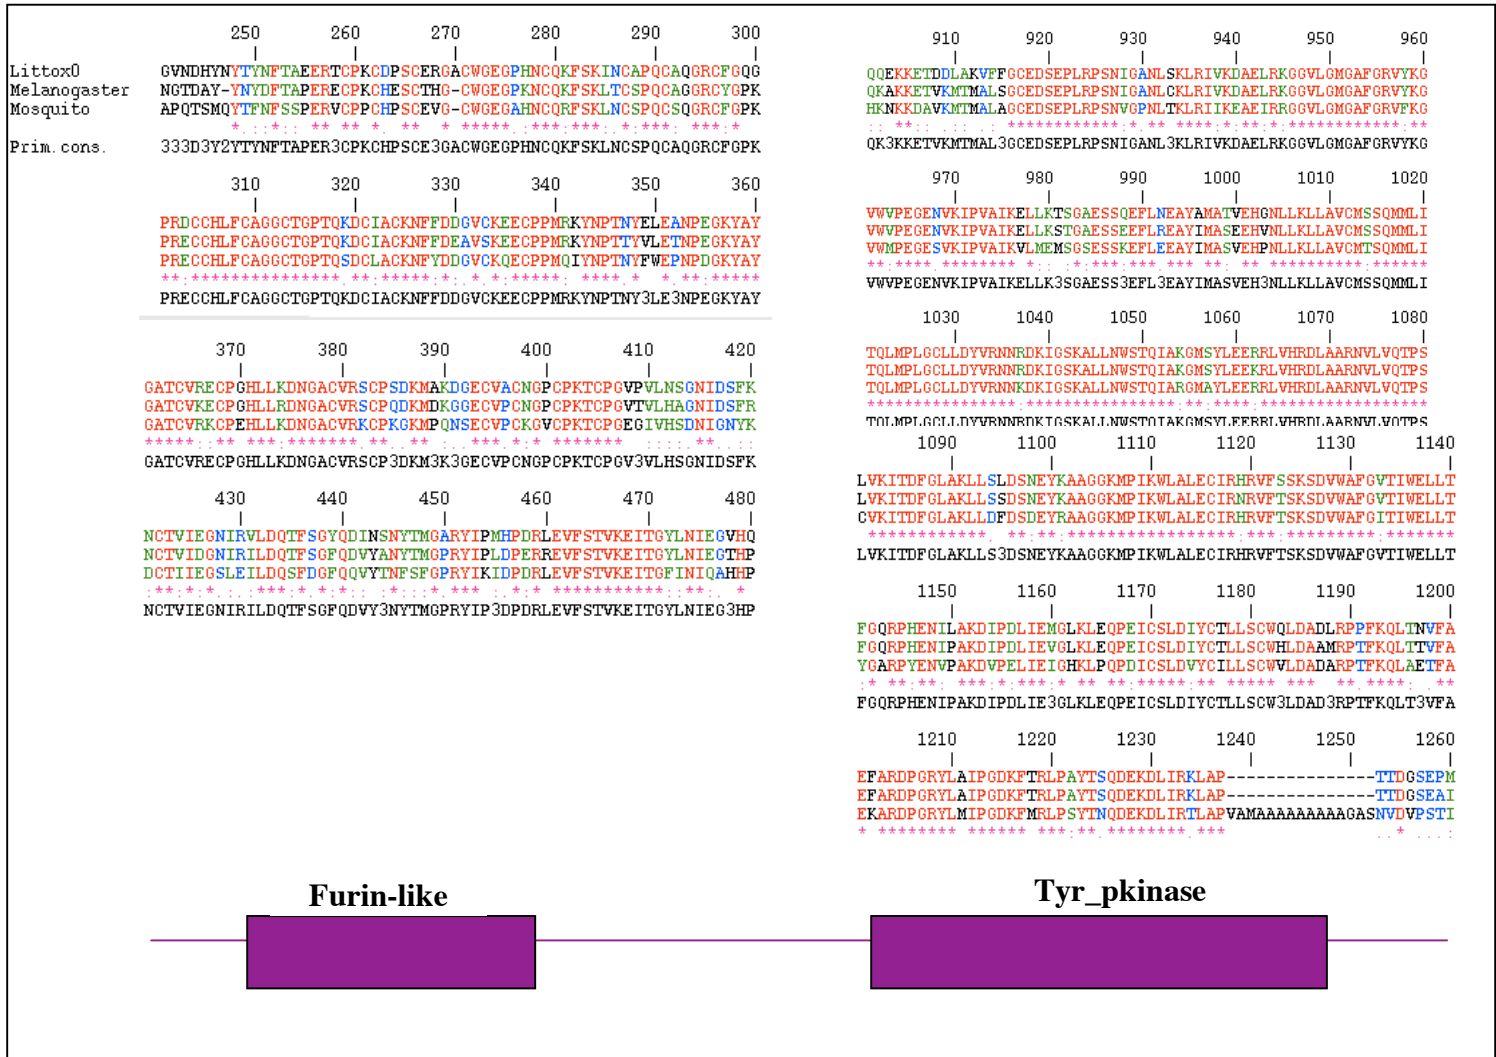 250 260 270 280 290 300
Littox0 GVNDHYNYTYNFTAEERTCPKCDPSCERGACWGEGPHNCQKFSKINCAPQCAQGRCFGQG
Melanogaster NGTDAY-YNYDFTAPERECPKCHESCTHG-CWGEGPKNCQKFSKLTCSPQCAGGRCYGPK
Mosquito APQTSMQYTFNFSSPERVCPPCHPSCEVG-CWGEGAHNCQRFSKLNCSPQCSQGRCFGPK
Prim.cons. 333D3Y2YTYNFTAPER3CPKCHPSCE3GACWGEGPHNCQKFSKLNCSPQCAQGRCFGPK
310 320 330 340 350 360
PRDCCHLFCAGGCTGPTQKDCIACKNFFDDGVCKEECPPMRKYNPTNYELEANPEGKYAY
PRECCHLFCAGGCTGPTQKDCIACKNFFDEAVSKEECPPMRKYNPTTYVLETNPEGKYAY
PRECCHLFCAGGCTGPTQSDCLACKNFYDDGVCKQECPPMQIYNPTNYFWEPNPDGKYAY
PRECCHLFCAGGCTGPTQKDCIACKNFFDDGVCKEECPPMRKYNPTNY3LE3NPEGKYAY
370 380 390 400 410 420
GATCVRECPGHLLKDNGACVRSCPSDKMAKDGECVACNGPCPKTCPGVPVLNSGNIDSFK
GATCVKECPGHLLRDNGACVRSCPQDKMDKGGECVPCNGPCPKTCPGVTVLHAGNIDSFR
GATCVRKCPEHLLKDNGACVRKCPKGKMPQNSECVPCKGVCPKTCPGEGIVHSDNIGNYK
GATCVRECPGHLLKDNGACVRSCP3DKM3K3GECVPCNGPCPKTCPGV3VLHSGNIDSFK
430 440 450 460 470 480
NCTVIEGNIRVLDQTFSGYQDINSNYTMGARYIPMHPDRLEVFSTVKEITGYLNIEGVHQ
NCTVIDGNIRILDQTFSGFQDVYANYTMGPRYIPLDPERREVFSTVKEITGYLNIEGTHP
DCTIIEGSLEILDQSFDGFQQVYTNFSFGPRYIKIDPDRLEVFSTVKEITGFINIQAHHP
NCTVIEGNIRILDQTFSGFQDVY3NYTMGPRYIP3DPDRLEVFSTVKEITGYLNIEG3HP
910 920 930 940 950 960
QQEKKETDDLAKVFFGCEDSEPLRPSNIGANLSKLRIVKDAELRKGGVLGMGAFGRVYKG
QKAKKETVKMTMALSGCEDSEPLRPSNIGANLCKLRIVKDAELRKGGVLGMGAFGRVYKG
HKNKKDAVKMTMALAGCEDSEPLRPSNVGPNLTKLRIIKEAEIRRGGVLGMGAFGRVFKG
QK3KKETVKMTMAL3GCEDSEPLRPSNIGANL3KLRIVKDAELRKGGVLGMGAFGRVYKG
970 980 990 1000 1010 1020
VWVPEGENVKIPVAIKELLKTSGAESSQEFLNEAYAMATVEHGNLLKLLAVCMSSQMMLI
VWVPEGENVKIPVAIKELLKSTGAESSEEFLREAYIMASEEHVNLLKLLAVCMSSQMMLI
VWMPEGESVKIPVAIKVLMEMSGSESSKEFLEEAYIMASVEHPNLLKLLAVCMTSQMMLI
VWVPEGENVKIPVAIKELLK3SGAESS3EFL3EAYIMASVEH3NLLKLLAVCMSSQMMLI
1030 1040 1050 1060 1070 1080
TQLMPLGCLLDYVRNNRDKIGSKALLNWSTQIAKGMSYLEERRLVHRDLAARNVLVQTPS
TQLMPLGCLLDYVRNNRDKIGSKALLNWSTQIAKGMSYLEEKRLVHRDLAARNVLVQTPS
TQLMPLGCLLDYVRNNKDKIGSKALLNWSTQIARGMAYLEERRLVHRDLAARNVLVQTPS
TQLMPLGCLLDYVRNNRDKIGSKALLNWSTQIAKGMSYLEERRLVHRDLAARNVLVQTPS
1090 1100 1110 1120 1130 1140
LVKITDFGLAKLLSLDSNEYKAAGGKMPIKWLALECIRHRVFSSKSDVWAFGVTIWELLT
LVKITDFGLAKLLSSDSNEYKAAGGKMPIKWLALECIRNRVFTSKSDVWAFGVTIWELLT
CVKITDFGLAKLLDFDSDEYRAAGGKMPIKWLALECIRHRVFTSKSDVWAFGITIWELLT
LVKITDFGLAKLLS3DSNEYKAAGGKMPIKWLALECIRHRVFTSKSDVWAFGVTIWELLT
1150 1160 1170 1180 1190 1200
FGQRPHENILAKDIPDLIEMGLKLEQPEICSLDIYCTLLSCWQLDADLRPPFKQLTNVFA
FGQRPHENIPAKDIPDLIEVGLKLEQPEICSLDIYCTLLSCWHLDAAMRPTFKQLTTVFA
YGARPYENVPAKDVPELIEIGHKLPQPDICSLDVYCILLSCWVLDADARPTFKQLAETFA
FGQRPHENIPAKDIPDLIE3GLKLEQPEICSLDIYCTLLSCW3LDAD3RPTFKQLT3VFA
1210 1220 1230 1240 1250 1260
EFARDPGRYLAIPGDKFTRLPAYTSQDEKDLIRKLAP---------------TTDGSEPM
EFARDPGRYLAIPGDKFTRLPAYTSQDEKDLIRKLAP---------------TTDGSEAI
EKARDPGRYLMIPGDKFMRLPSYTNQDEKDLIRTLAPVAMAAAAAAAAAGASNVDVPSTI
Furin-like
Tyr_pkinase